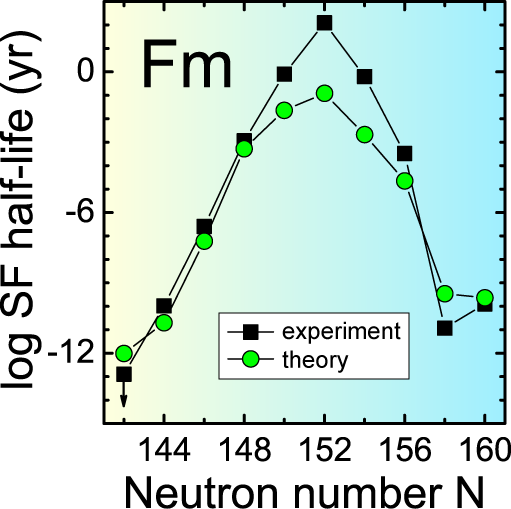 Fm
log SF half-life (yr)
0
-6
-12
experiment
theory
144 148 152 156 160
Neutron number N